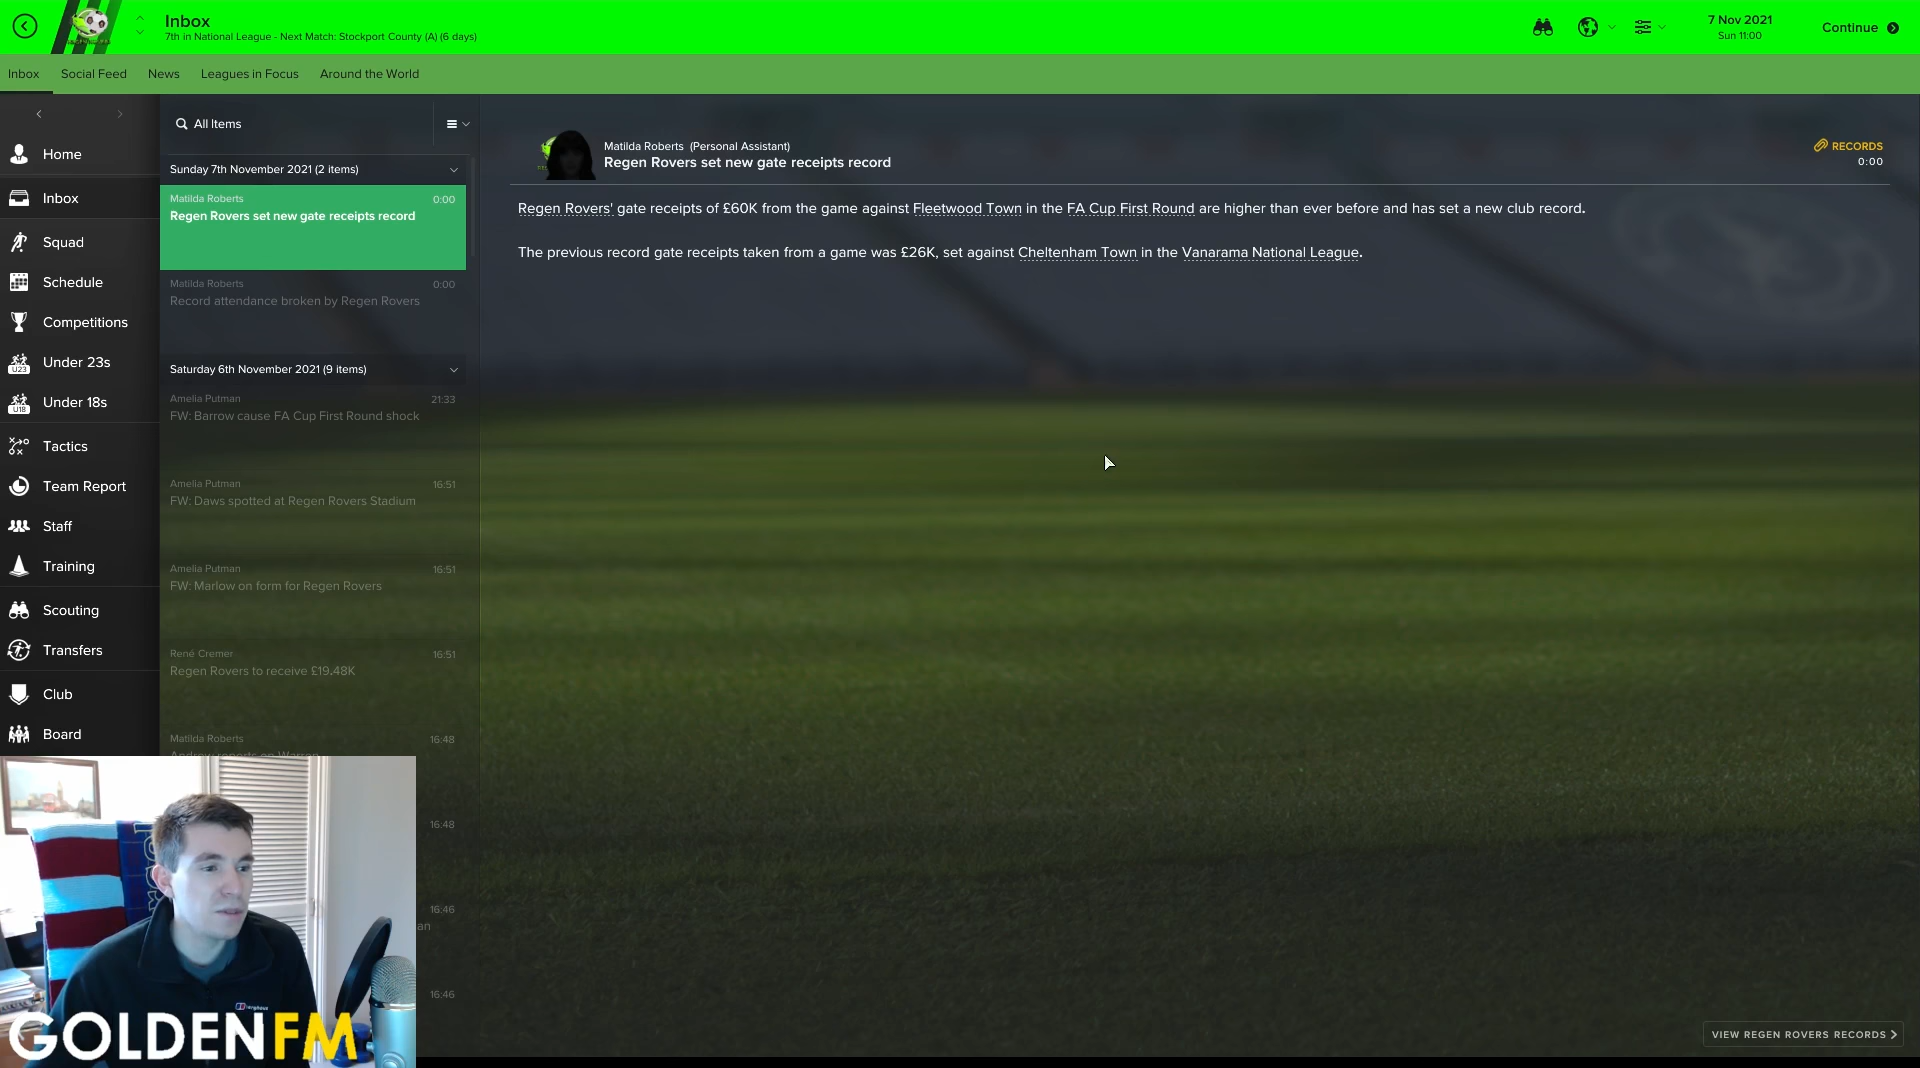 Inbox
7th in National League - Next Match: Stockport County (A) (6 days)
7 Nov 2021
Sun 11:00
Continue
Inbox Social Feed News Leagues in Focus Around the World
Home
Inbox
Squad
Schedule
Competitions
U23
Under 23s
U18
Under 18s
Tactics
Team Report
Staff
Training
Scouting
Transfers
Club
Board
All Items
Sunday 7th November 2021 (2 items)
Matilda Roberts 0:00
Regen Rovers set new gate receipts record
Matilda Roberts 0:00
Record attendance broken by Regen Rovers
Saturday 6th November 2021 (9 items)
Amelia Putman 21:33
FW: Barrow cause FA Cup First Round shock
Amelia Putman 16:51
FW: Daws spotted at Regen Rovers Stadium
Amelia Putman 16:51
FW: Marlow on form for Regen Rovers
René Cremer 16:51
Regen Rovers to receive £19.48K
Matilda Roberts 16:48
Andrew reports on Warren
16:48
16:46
an
16:46
Matilda Roberts (Personal Assistant)
Regen Rovers set new gate receipts record
RECORDS
0:00
Regen Rovers' gate receipts of £60K from the game against Fleetwood Town in the FA Cup First Round are higher than ever before and has set a new club record.
The previous record gate receipts taken from a game was £26K, set against Cheltenham Town in the Vanarama National League.
VIEW REGEN ROVERS RECORDS
berghaus
GOLDENFM